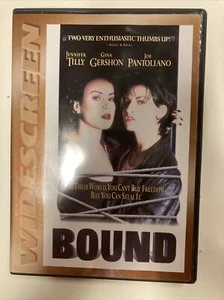 WIDESCREEN
"TWO VERY ENTHUSIASTIC THUMBS UP!"
JENNIFER TILLY
GINA GERSHON
JOE PANTOLIANO
THEIR WORLD, YOU CAN'T BUY FREEDOM,
BUT YOU CAN STEAL IT.
BOUND